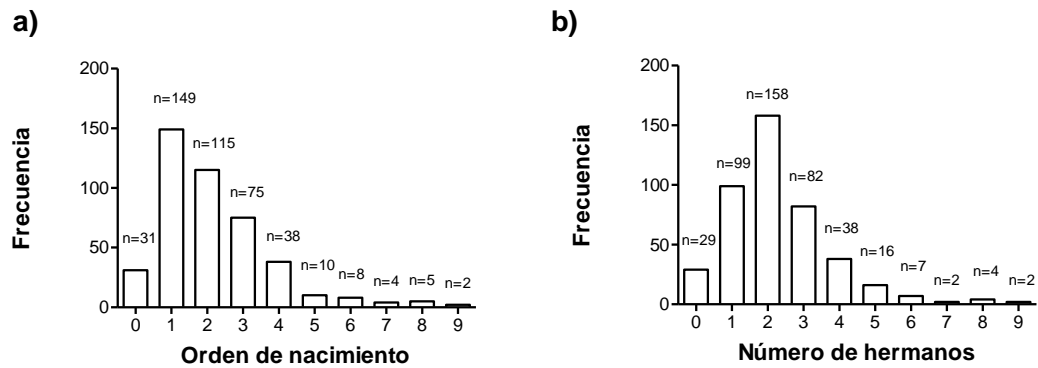 a)
200
150
100
50
0
Frecuencia
n=31
n=149
n=115
n=75
n=38
n=10
n=8
n=4
n=5
n=2
0 1 2 3 4 5 6 7 8 9
Orden de nacimiento
b)
200
150
100
50
0
Frecuencia
n=29
n=99
n=158
n=82
n=38
n=16
n=7
n=2
n=4
n=2
0 1 2 3 4 5 6 7 8 9
Número de hermanos